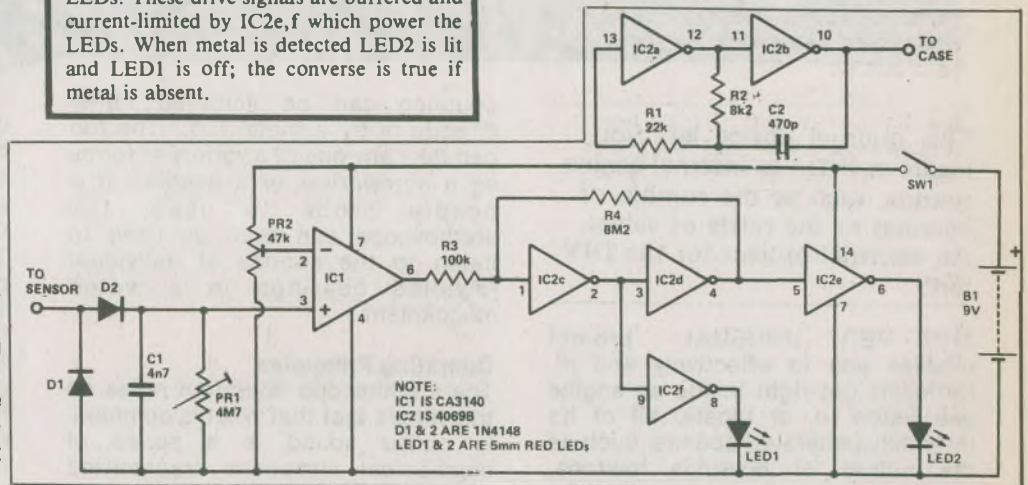 LEDs. These drive signals are buffered and
current-limited by IC2e,f which power the
LEDs. When metal is detected LED2 is lit
and LED1 is off; the converse is true if
metal is absent.
13
IC2a
12
11
IC2b
10
TO
CASE
R2
8k2
R1
22k
C2
470p
SW1
PR2
47k
R4
8M2
TO
SENSOR
D2
2
3
IC1
+
7
6
4
R3
100k
1
IC2c
2
3
IC2d
4
5
14
IC2e
7
6
+
B1
9V
D1
C1
4n7
PR1
4M7
9
IC2f
8
LED1
LED2
NOTE:
IC1 IS CA3140
IC2 IS 4069B
D1 & 2 ARE 1N4148
LED1 & 2 ARE 5mm RED LEDs